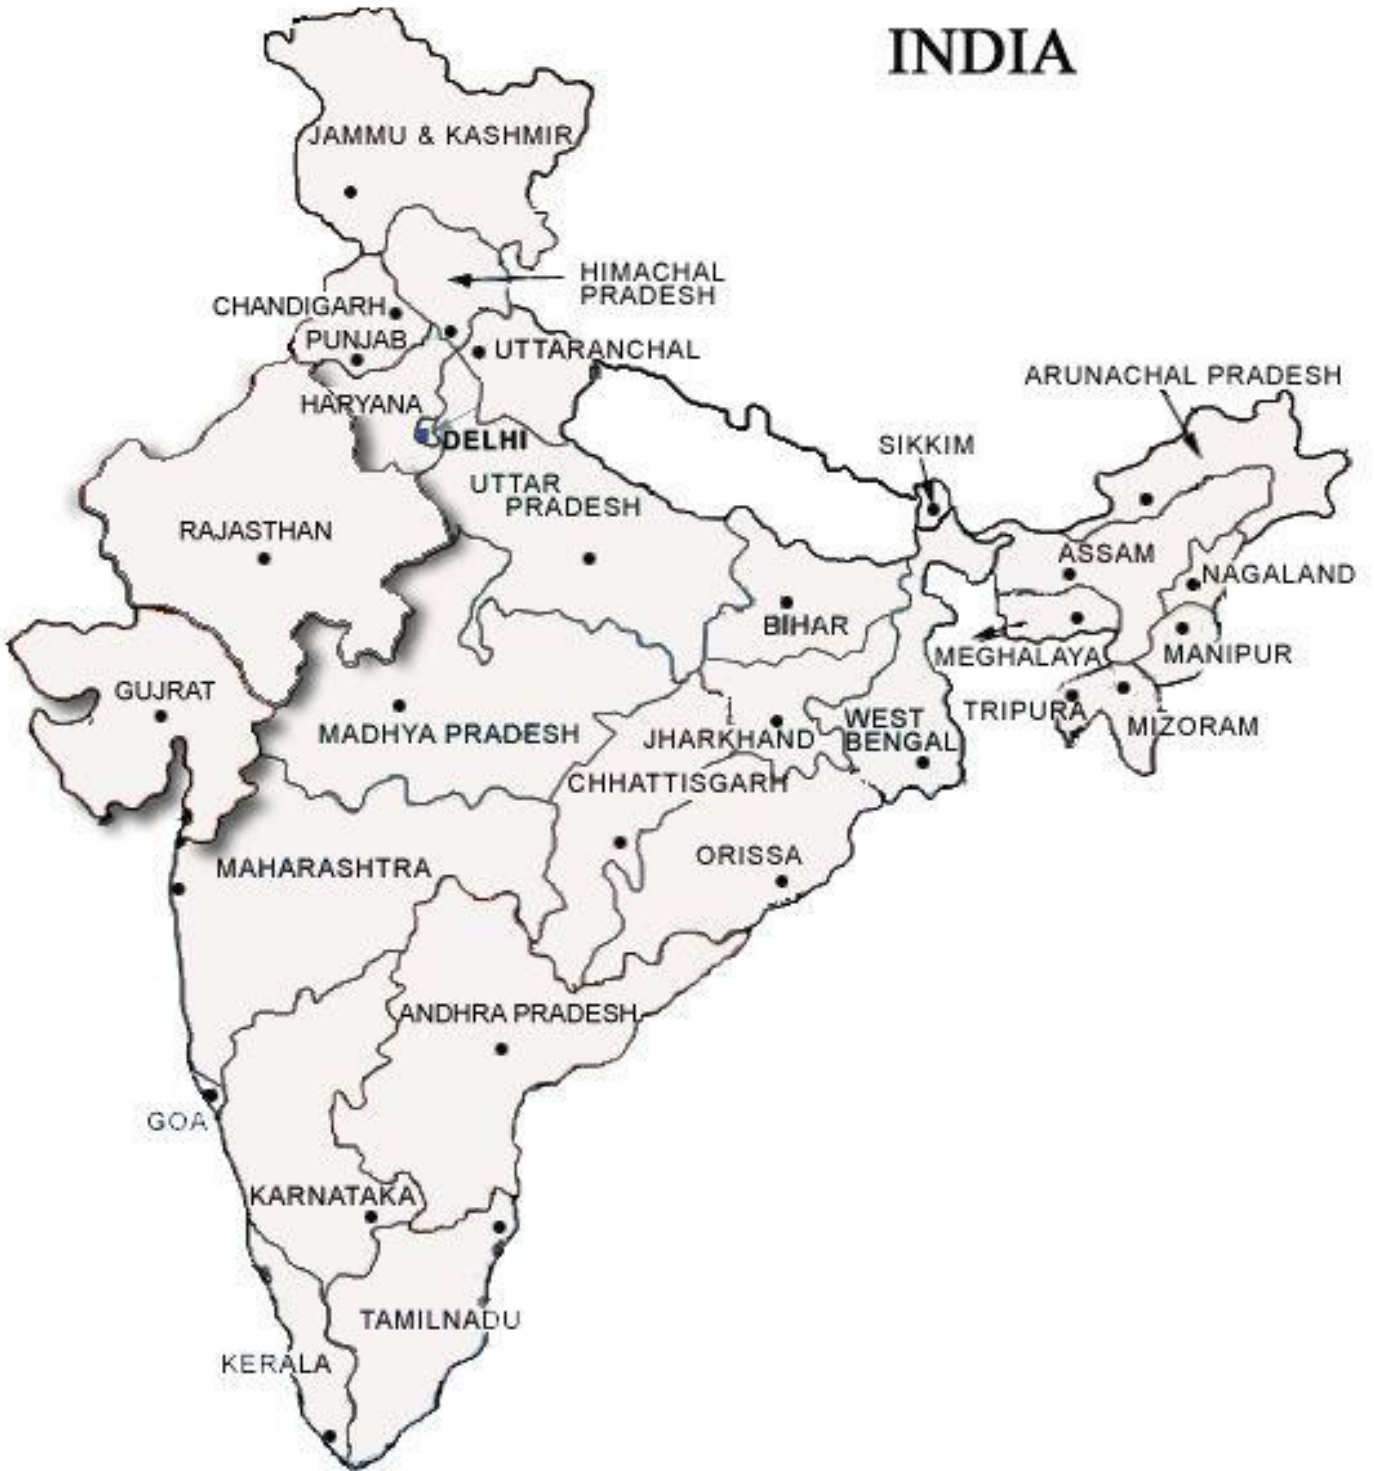 INDIA
JAMMU & KASHMIR
HIMACHAL
PRADESH
CHANDIGARH
PUNJAB
UTTARANCHAL
ARUNACHAL PRADESH
HARYANA
DELHI
SIKKIM
UTTAR
PRADESH
RAJASTHAN
ASSAM
NAGALAND
BIHAR
MEGHALAYA
MANIPUR
GUJRAT
TRIPURA
MIZORAM
MADHYA PRADESH
JHARKHAND
WEST
BENGAL
CHHATTISGARH
ORISSA
MAHARASHTRA
ANDHRA PRADESH
GOA
KARNATAKA
TAMILNADU
KERALA